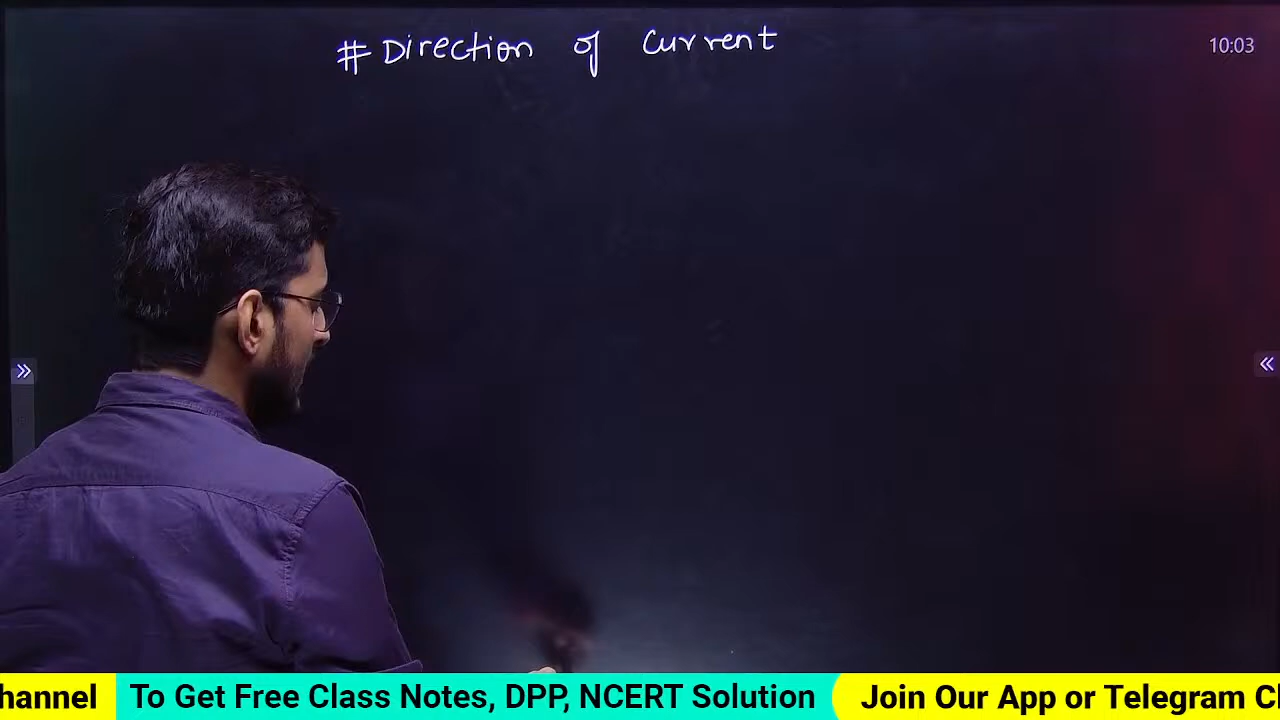 # Direction of current
10:03
hannel To Get Free Class Notes, DPP, NCERT Solution Join Our App or Telegram C